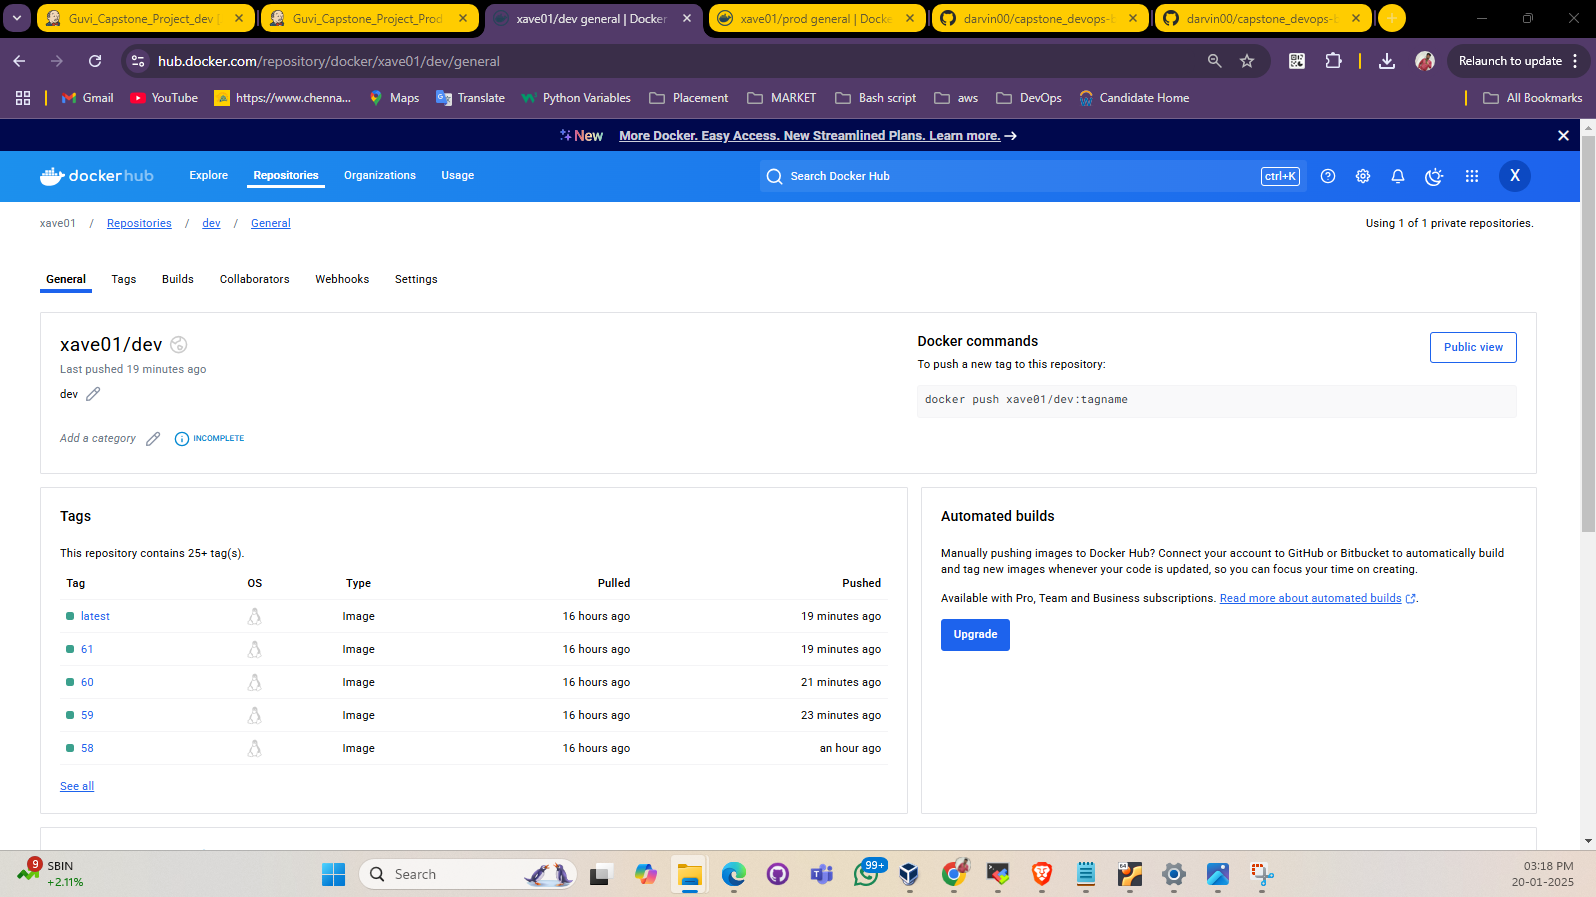 Guvi_Capstone_Project_dev [
Guvi_Capstone_Project_Prod
xave01/dev general | Docker
xave01/prod general | Docke
darvin00/capstone_devops-b
darvin00/capstone_devops-b
hub.docker.com/repository/docker/xave01/dev/general
Relaunch to update
Gmail
YouTube
https://www.chenna...
Maps
Translate
Python Variables
Placement
MARKET
Bash script
aws
DevOps
Candidate Home
All Bookmarks
New More Docker. Easy Access. New Streamlined Plans. Learn more. →
dockerhub
Explore
Repositories
Organizations
Usage
Search Docker Hub
ctrl+K
X
xave01 / Repositories / dev / General
Using 1 of 1 private repositories.
General
Tags
Builds
Collaborators
Webhooks
Settings
xave01/dev
Last pushed 19 minutes ago
dev
Add a category
INCOMPLETE
Docker commands
Public view
To push a new tag to this repository:
docker push xave01/dev:tagname
Tags
This repository contains 25+ tag(s).
Tag OS Type Pulled Pushed
latest Image 16 hours ago 19 minutes ago
61 Image 16 hours ago 19 minutes ago
60 Image 16 hours ago 21 minutes ago
59 Image 16 hours ago 23 minutes ago
58 Image 16 hours ago an hour ago
See all
Automated builds
Manually pushing images to Docker Hub? Connect your account to GitHub or Bitbucket to automatically build
and tag new images whenever your code is updated, so you can focus your time on creating.
Available with Pro, Team and Business subscriptions. Read more about automated builds.
Upgrade
9
SBIN
+2.11%
Search
99+
64
03:18 PM
20-01-2025